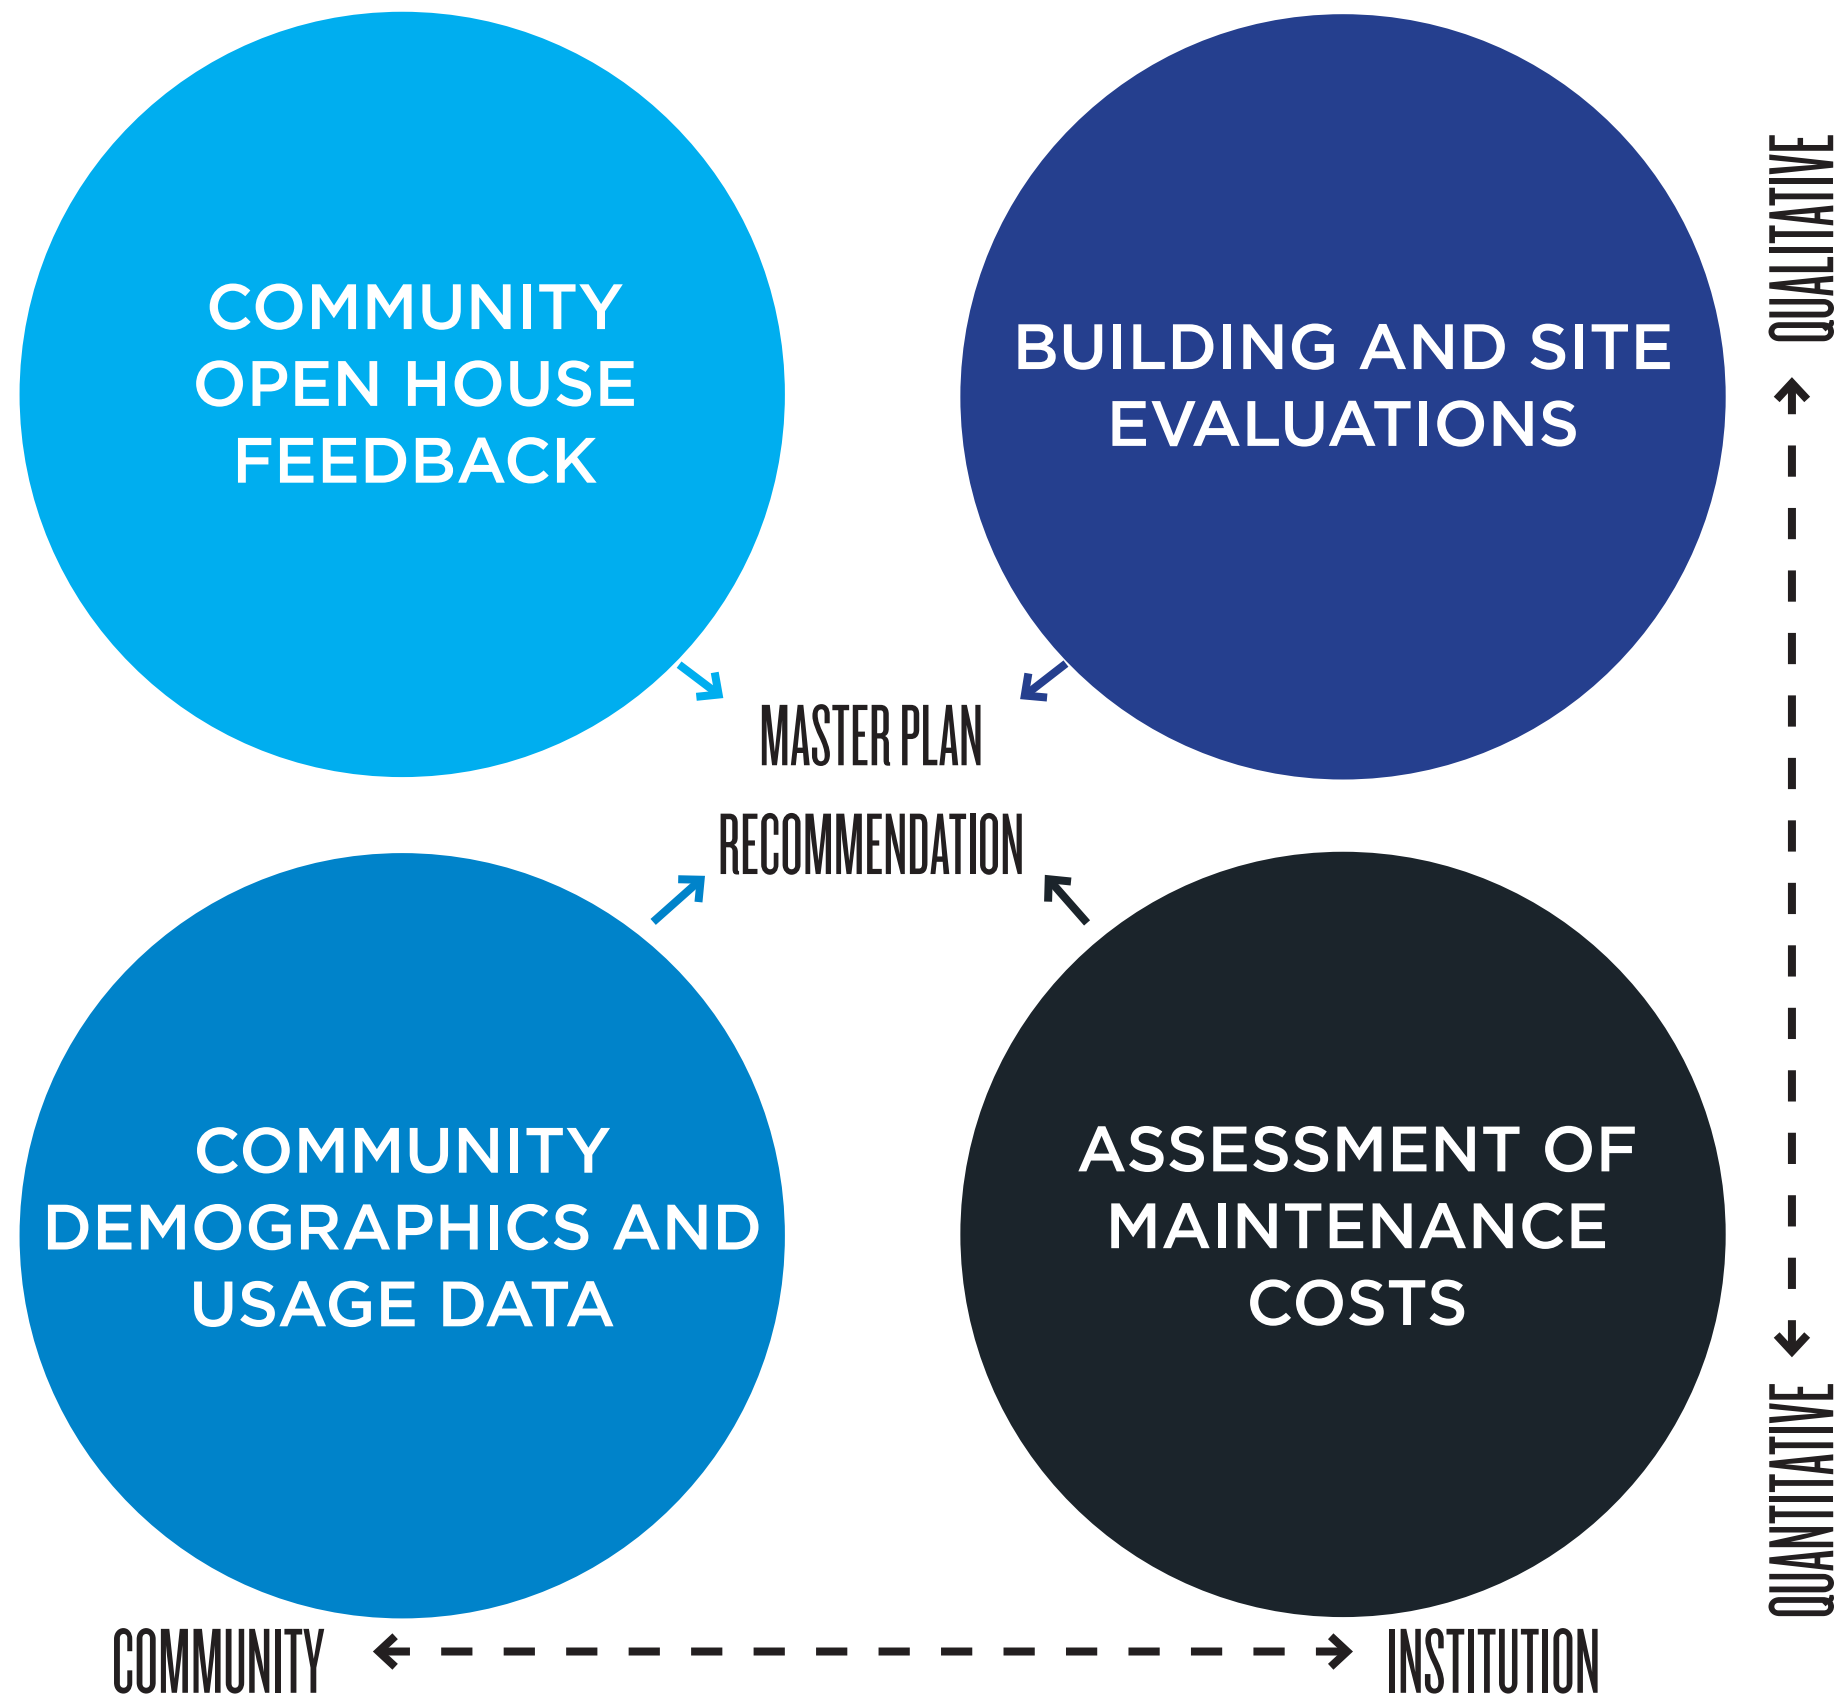 COMMUNITY
OPEN HOUSE
FEEDBACK
BUILDING AND SITE
EVALUATIONS
QUALITATIVE
MASTER PLAN
RECOMMENDATION
COMMUNITY
DEMOGRAPHICS AND
USAGE DATA
ASSESSMENT OF
MAINTENANCE
COSTS
QUANTITATIVE
COMMUNITY
INSTITUTION